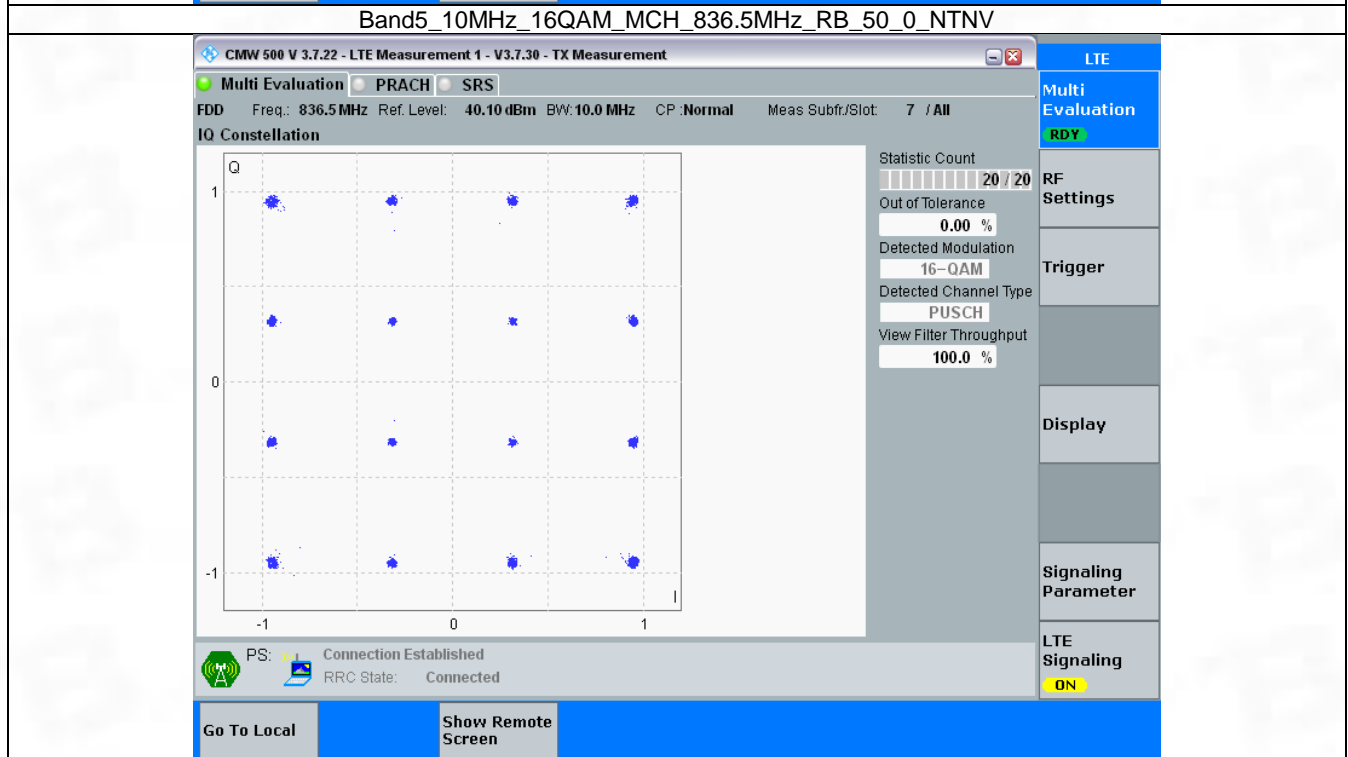 Band5_10MHz_16QAM_MCH_836.5MHz_RB_50_0_NTNV
CMW 500 V 3.7.22 - LTE Measurement 1 - V3.7.30 - TX Measurement
LTE
Multi Evaluation PRACH SRS
Multi
Evaluation
RDY
FDD Freq.: 836.5 MHz Ref. Level: 40.10 dBm BW: 10.0 MHz CP :Normal Meas Subfr./Slot: 7 / All
IQ Constellation
Q
1
0
-1
I
-1 0 1
Statistic Count
20 / 20
Out of Tolerance
0.00 %
Detected Modulation
16-QAM
Detected Channel Type
PUSCH
View Filter Throughput
100.0 %
RF
Settings
Trigger
Display
Signaling
Parameter
LTE
Signaling
ON
PS: Connection Established
RRC State: Connected
Go To Local
Show Remote
Screen